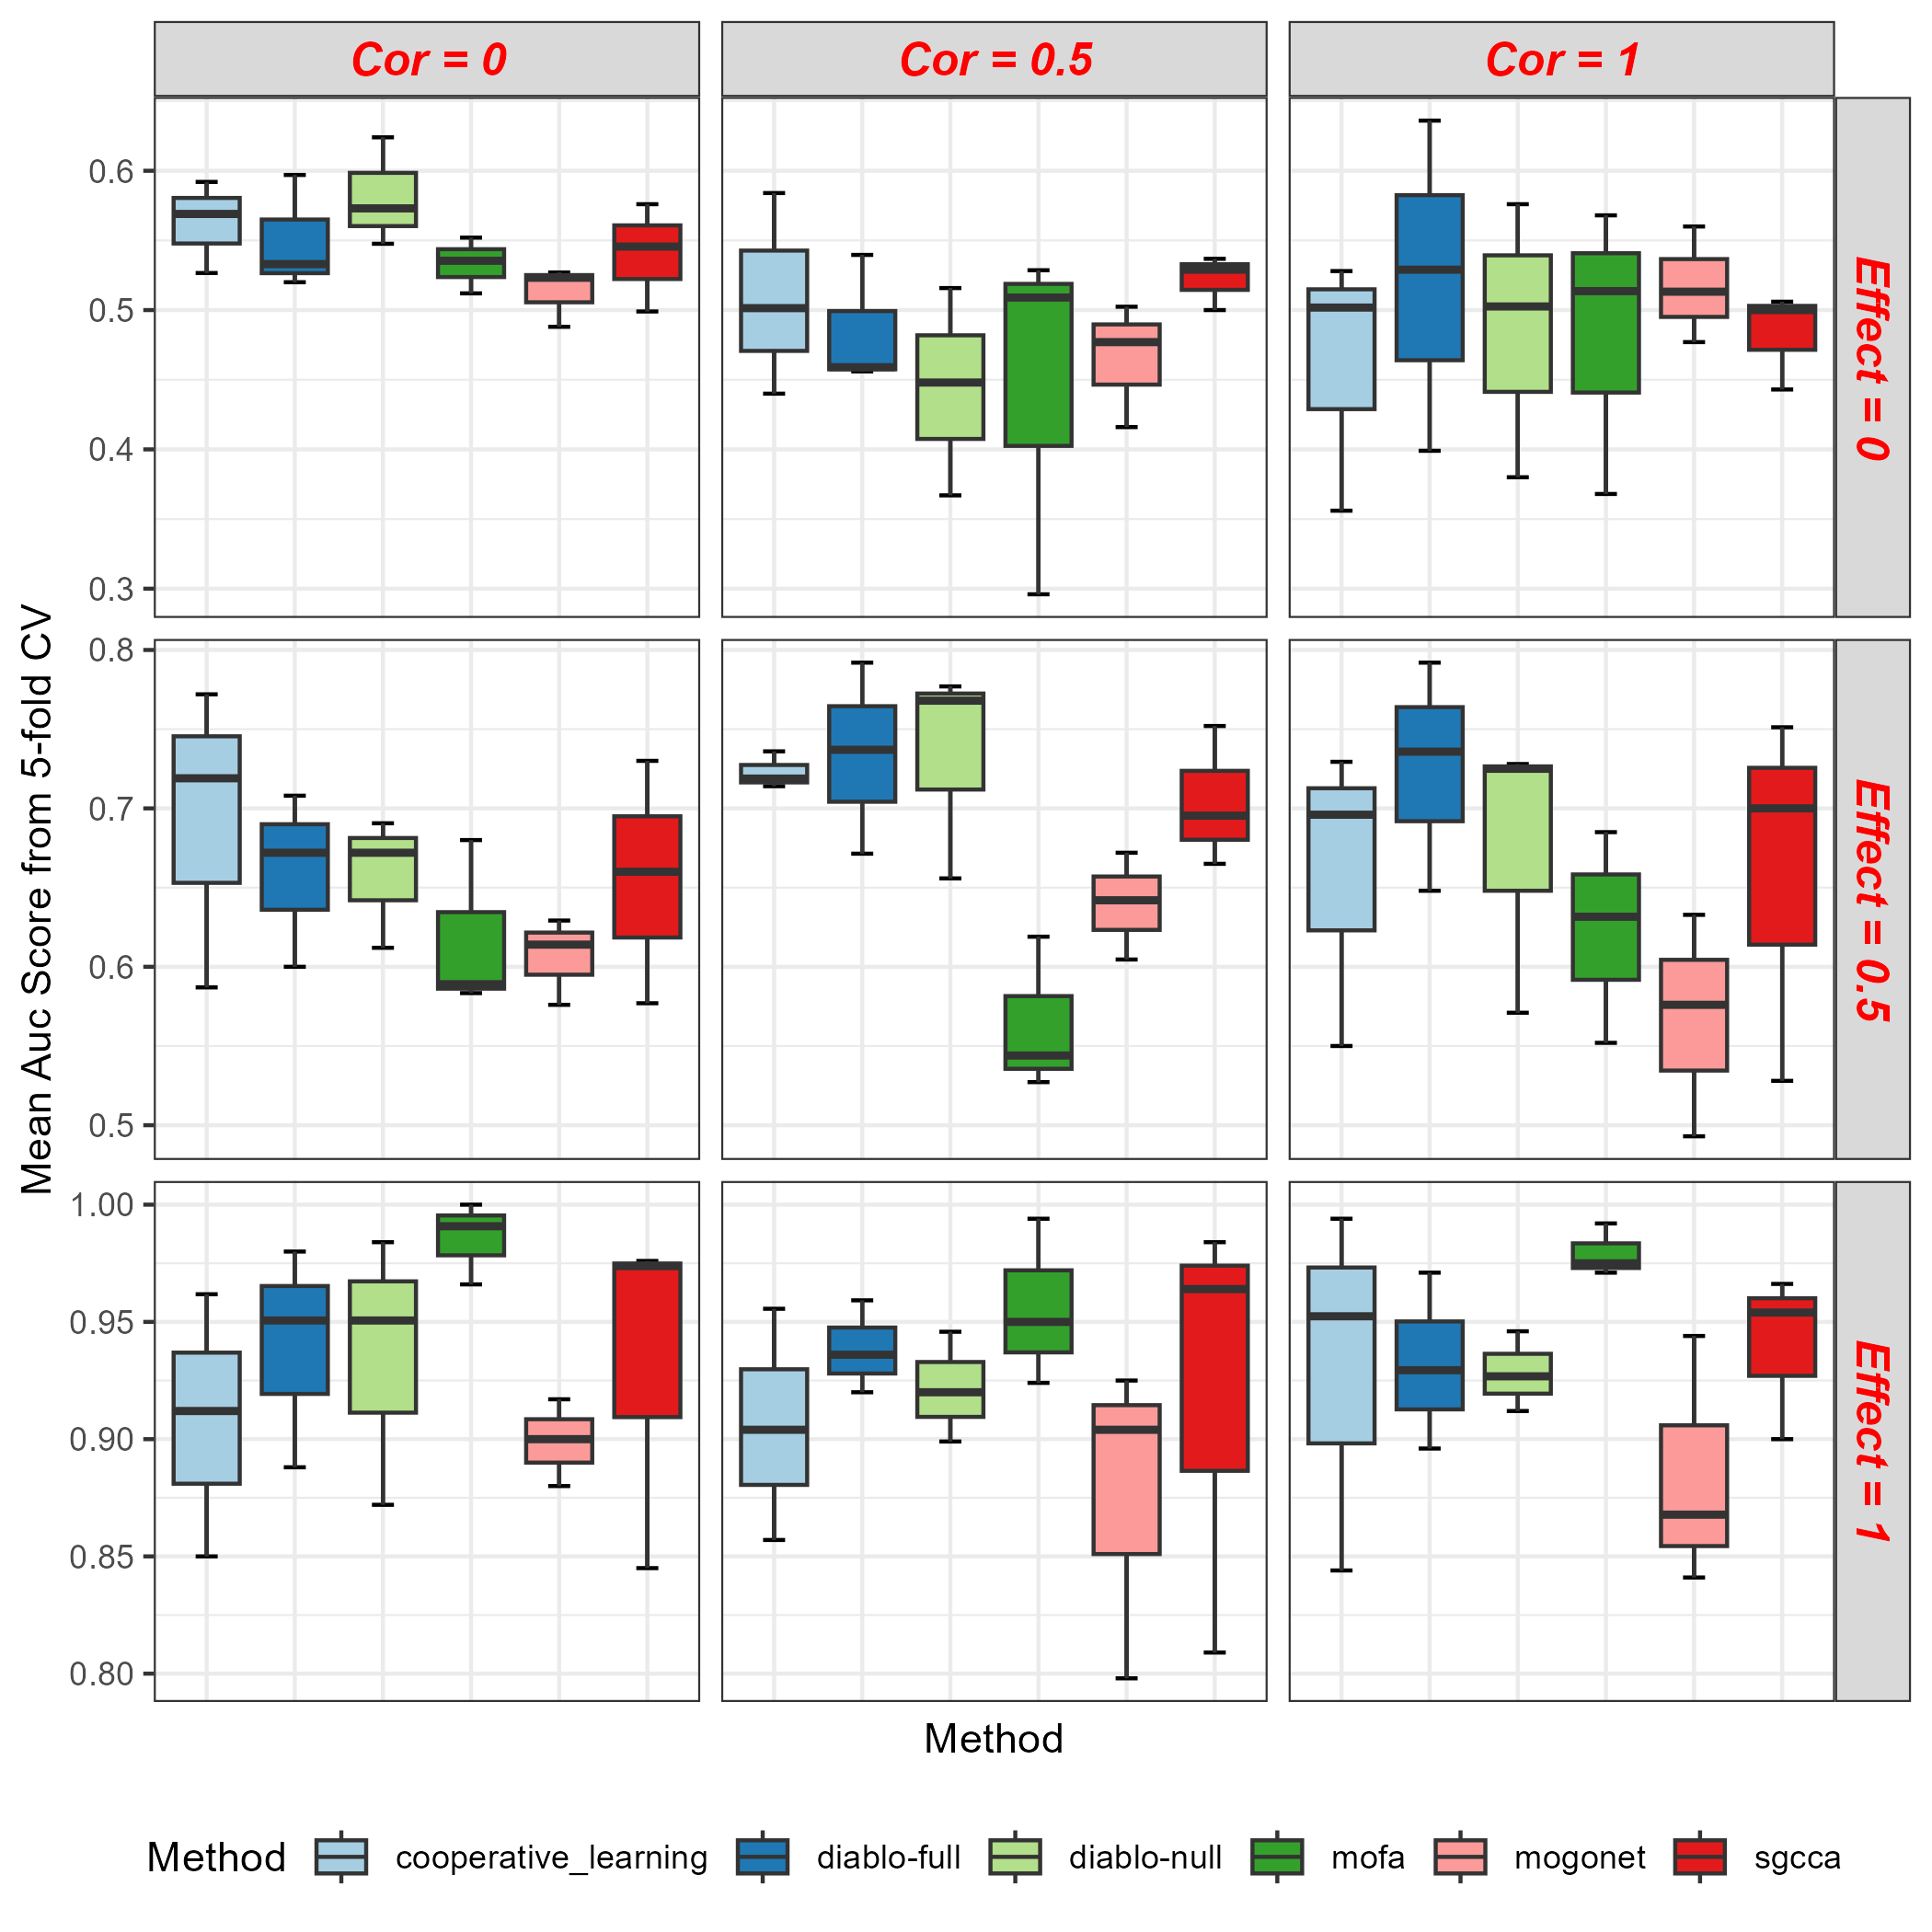 Cor = 0
Cor = 0.5
Cor = 1
0.6
0.5
0.4
0.3
Effect = 0
0.8
0.7
0.6
0.5
Effect = 0.5
1.00
0.95
0.90
0.85
0.80
Effect = 1
Mean Auc Score from 5-fold CV
Method
Method cooperative_learning diablo-full diablo-null mofa mogonet sgcca